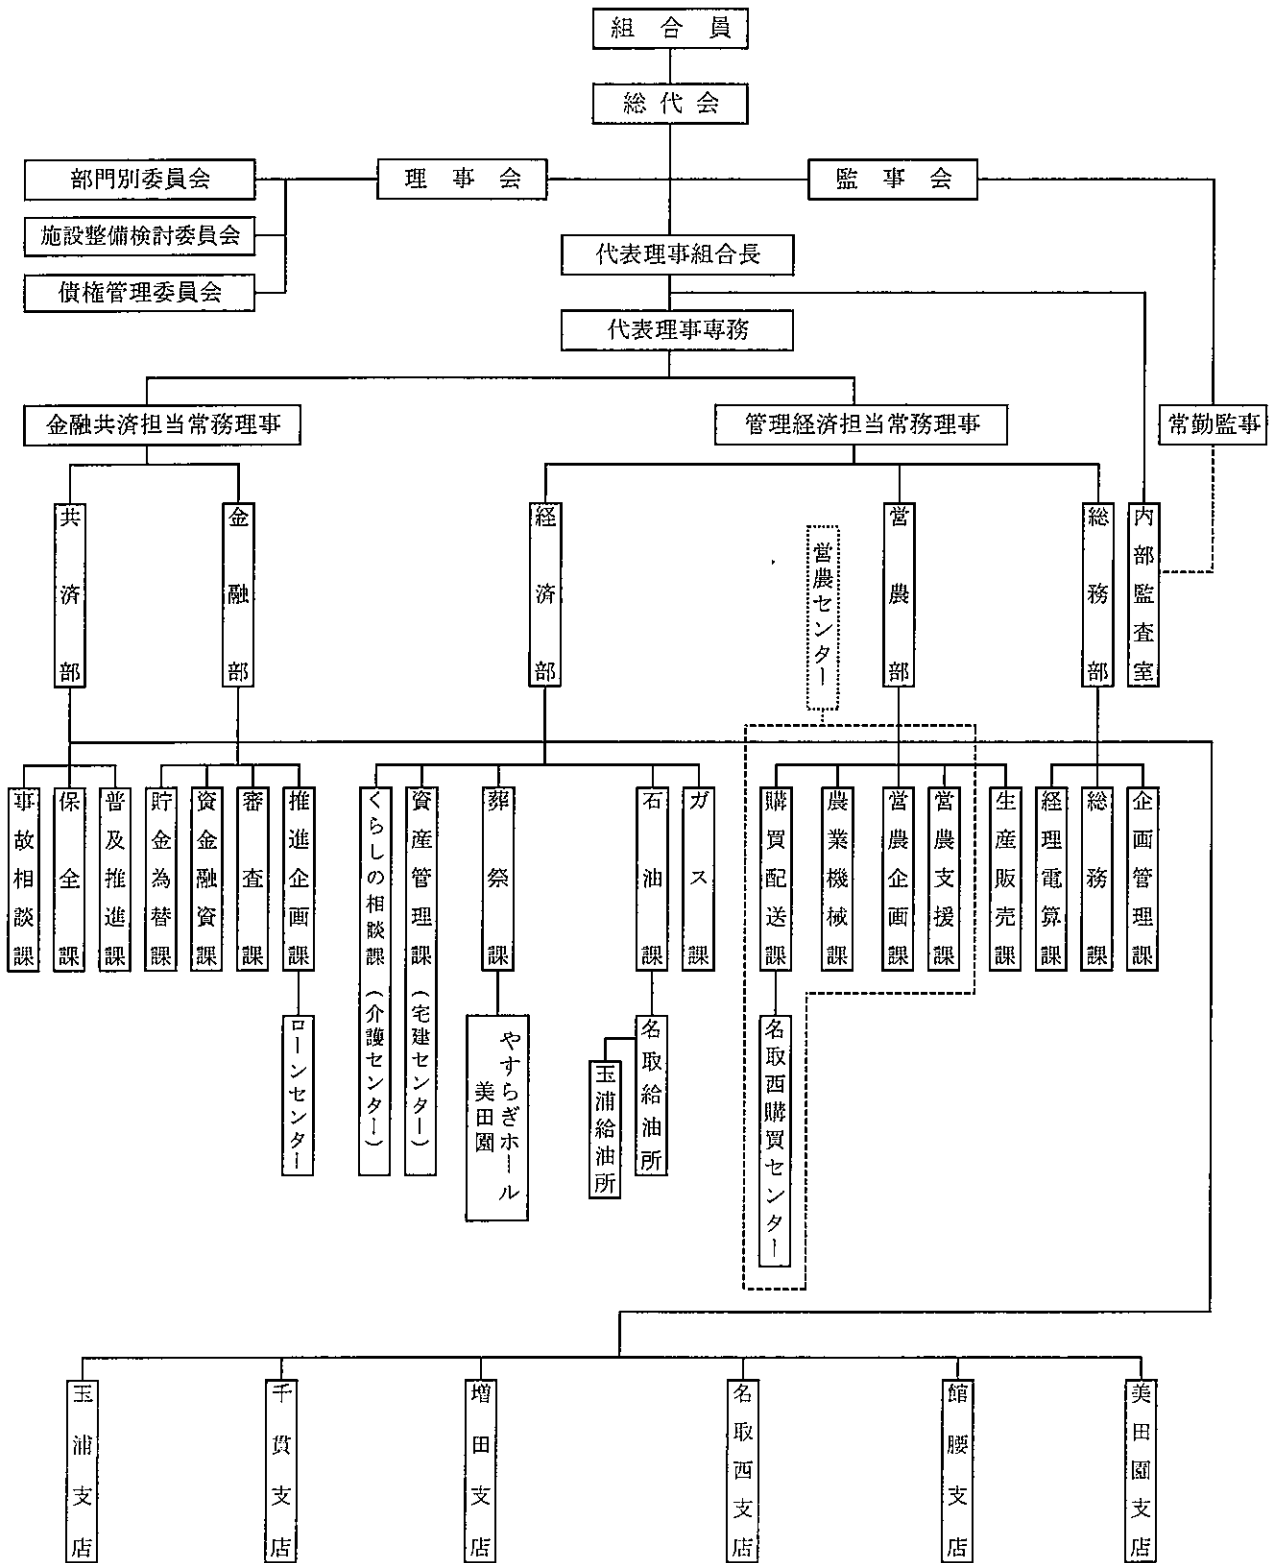 組合員
総代会
部門別委員会
理事会
監事会
施設整備検討委員会
代表理事組合長
債権管理委員会
代表理事専務
金融共済担当常務理事
管理経済担当常務理事
常勤監事
共済部
金融部
経済部
営農センター
営農部
総務部
内部監査室
事故相談課
保全課
普及推進課
貯金為替課
資金融資課
審査課
推進企画課
くらしの相談課（介護センター）
資産管理課（宅建センター）
葬祭課
石油課
ガス課
購買配送課
農業機械課
営農企画課
営農支援課
生産販売課
経理電算課
総務課
企画管理課
ローンセンター
やすらぎホール
美田園
玉浦給油所
名取給油所
名取西購買センター
玉浦支店
千貫支店
増田支店
名取西支店
館腰支店
美田園支店